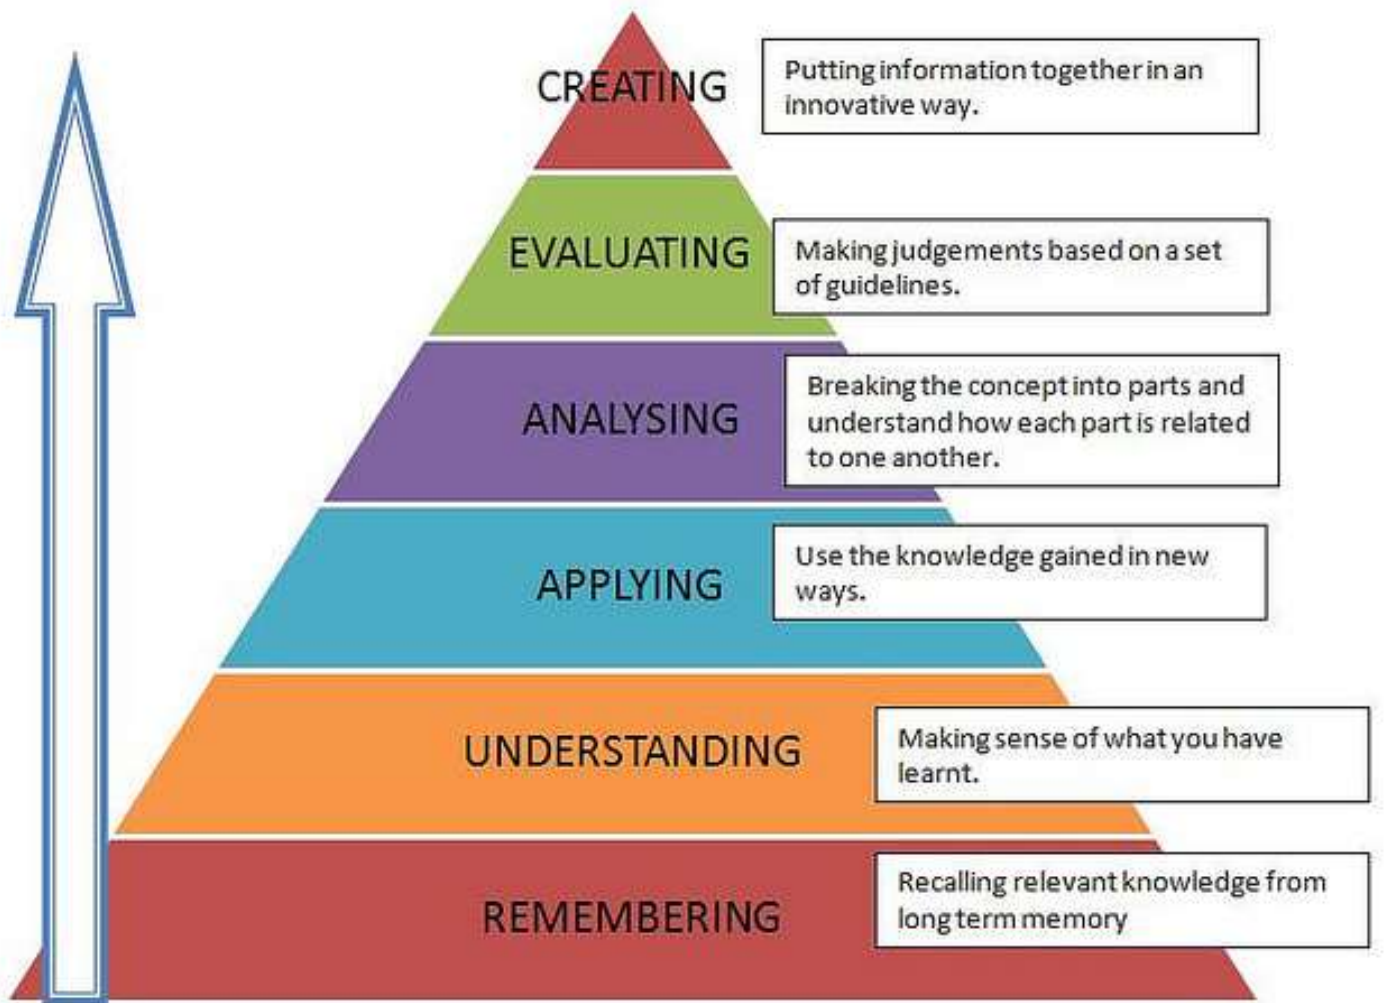 CREATING
Putting information together in an
innovative way.
EVALUATING
Making judgements based on a set
of guidelines.
ANALYSING
Breaking the concept into parts and
understand how each part is related
to one another.
APPLYING
Use the knowledge gained in new
ways.
UNDERSTANDING
Making sense of what you have
learnt.
REMEMBERING
Recalling relevant knowledge from
long term memory